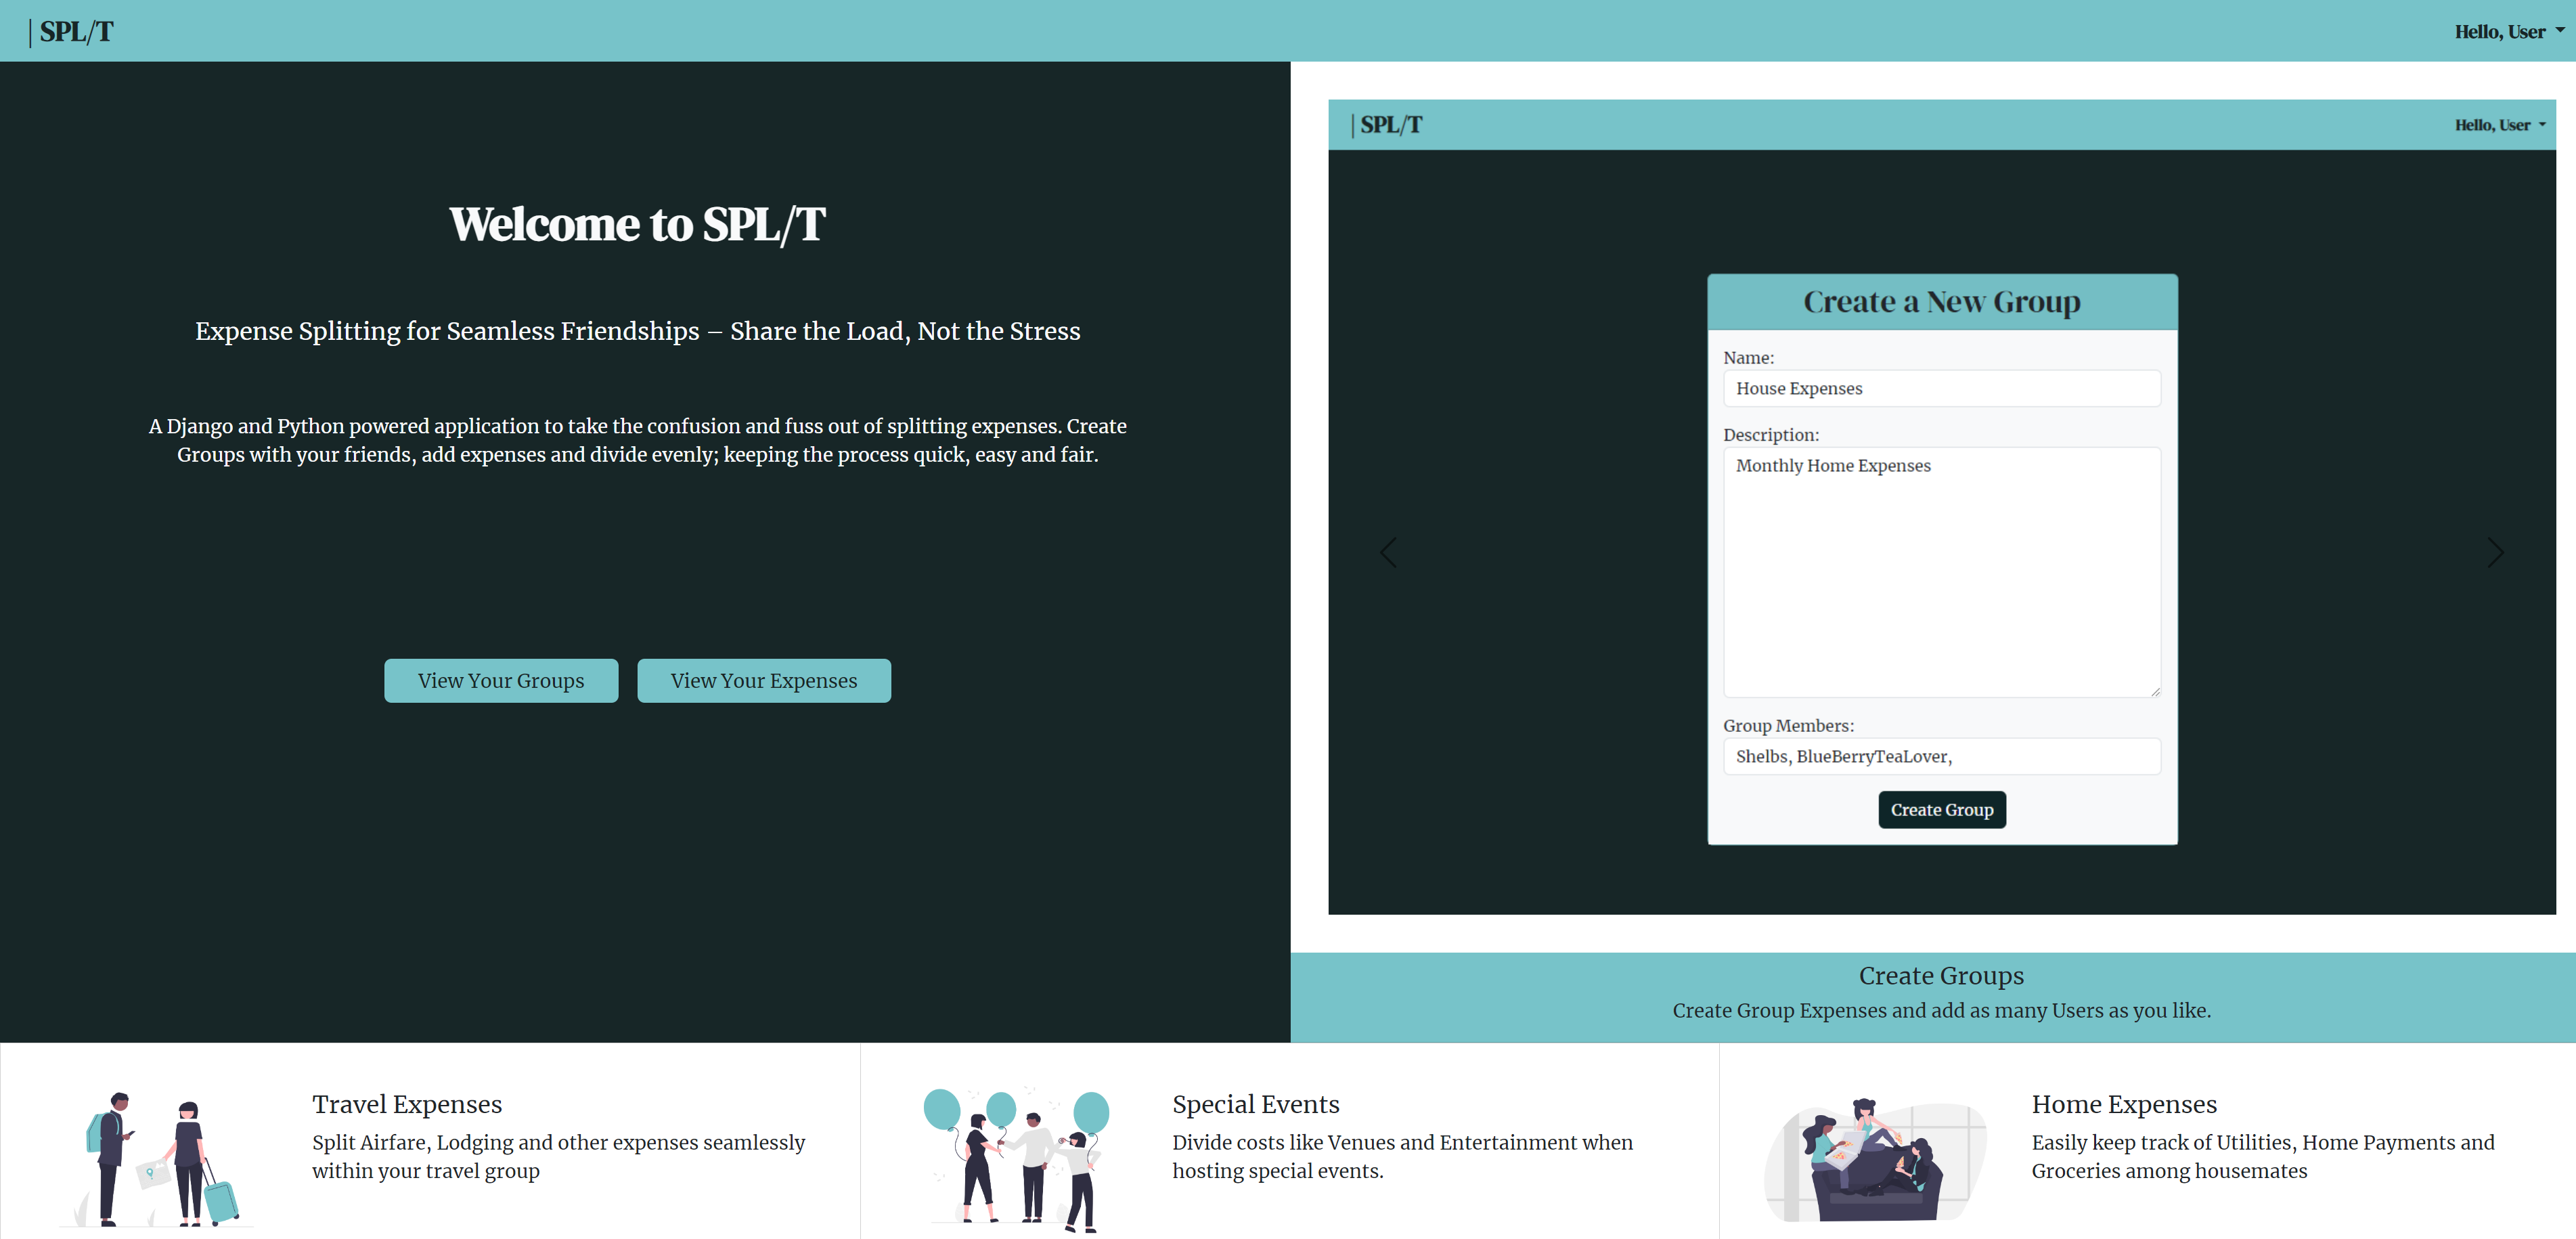 | SPL/T
Hello, User
Welcome to SPL/T
Expense Splitting for Seamless Friendships – Share the Load, Not the Stress
A Django and Python powered application to take the confusion and fuss out of splitting expenses. Create
Groups with your friends, add expenses and divide evenly; keeping the process quick, easy and fair.
View Your Groups
View Your Expenses
| SPL/T
Hello, User
Create a New Group
Name:
House Expenses
Description:
Monthly Home Expenses
Group Members:
Shelbs, BlueBerryTeaLover,
Create Group
Create Groups
Create Group Expenses and add as many Users as you like.
Travel Expenses
Split Airfare, Lodging and other expenses seamlessly
within your travel group
Special Events
Divide costs like Venues and Entertainment when
hosting special events.
Home Expenses
Easily keep track of Utilities, Home Payments and
Groceries among housemates